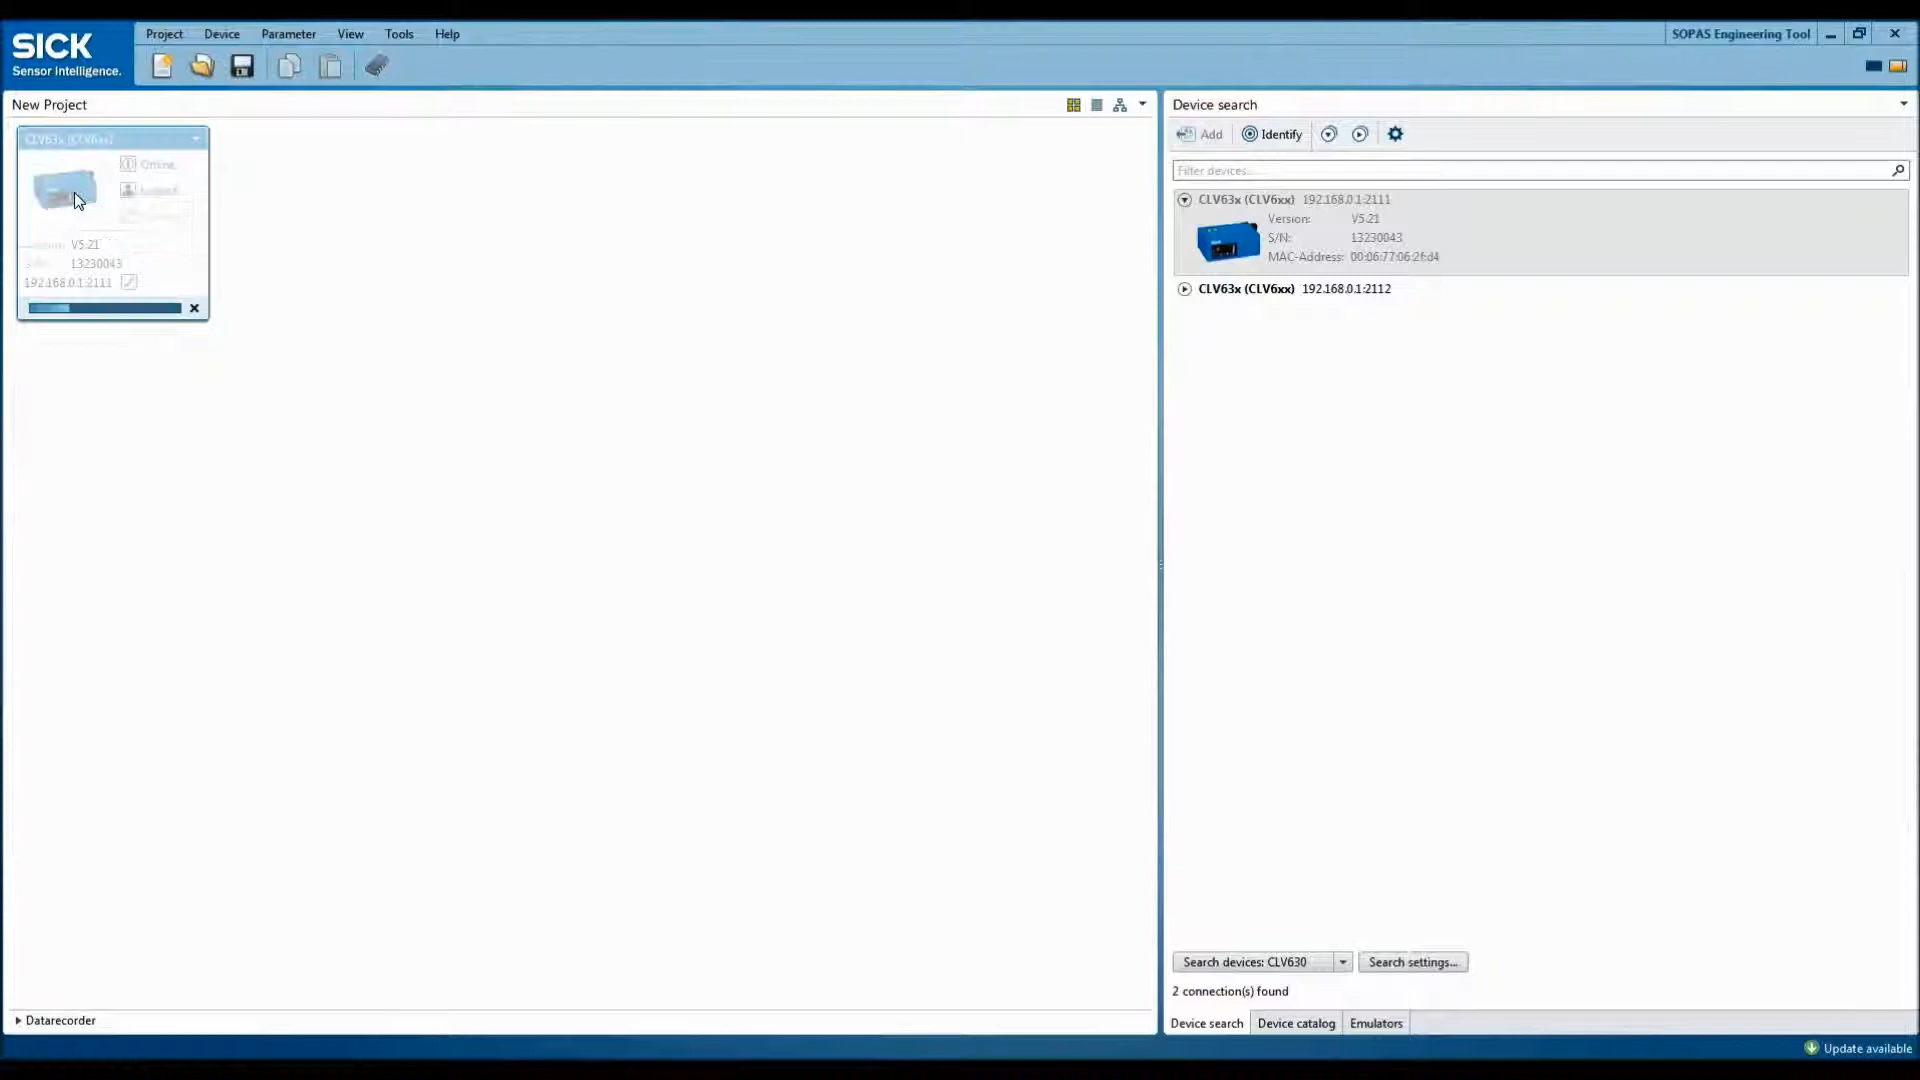 SICK
Sensor Intelligence.
Project Device Parameter View Tools Help
SOPAS Engineering Tool
New Project
CLV63x (CLV6xx)
Offline
V5.21
13230043
192.168.0.1:2111
Datarecorder
Device search
Add Identify
Filter devices...
CLV63x (CLV6xx) 192.168.0.1:2111
Version: V5.21
S/N: 13230043
MAC-Address: 00:06:77:06:2f:d4
CLV63x (CLV6xx) 192.168.0.1:2112
Search devices: CLV630 Search settings...
2 connection(s) found
Device search Device catalog Emulators
Update available